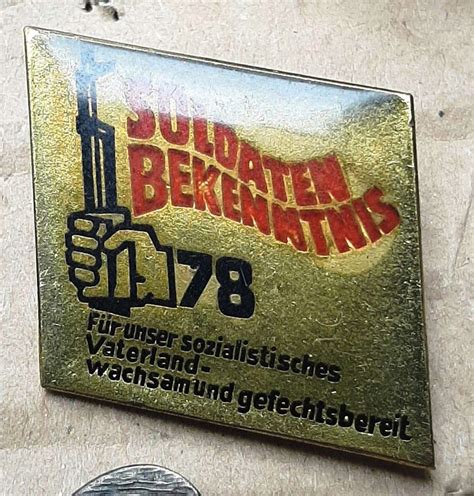 SOLDATEN
BEKENNTNIS
78
Für unser sozialistisches
Vaterland-
wachsam und gefechtsbereit